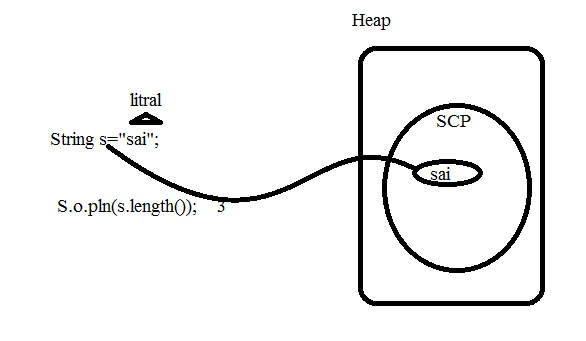 Heap
litral
SCP
String s="sai";
sai
S.o.pln(s.length()); 3